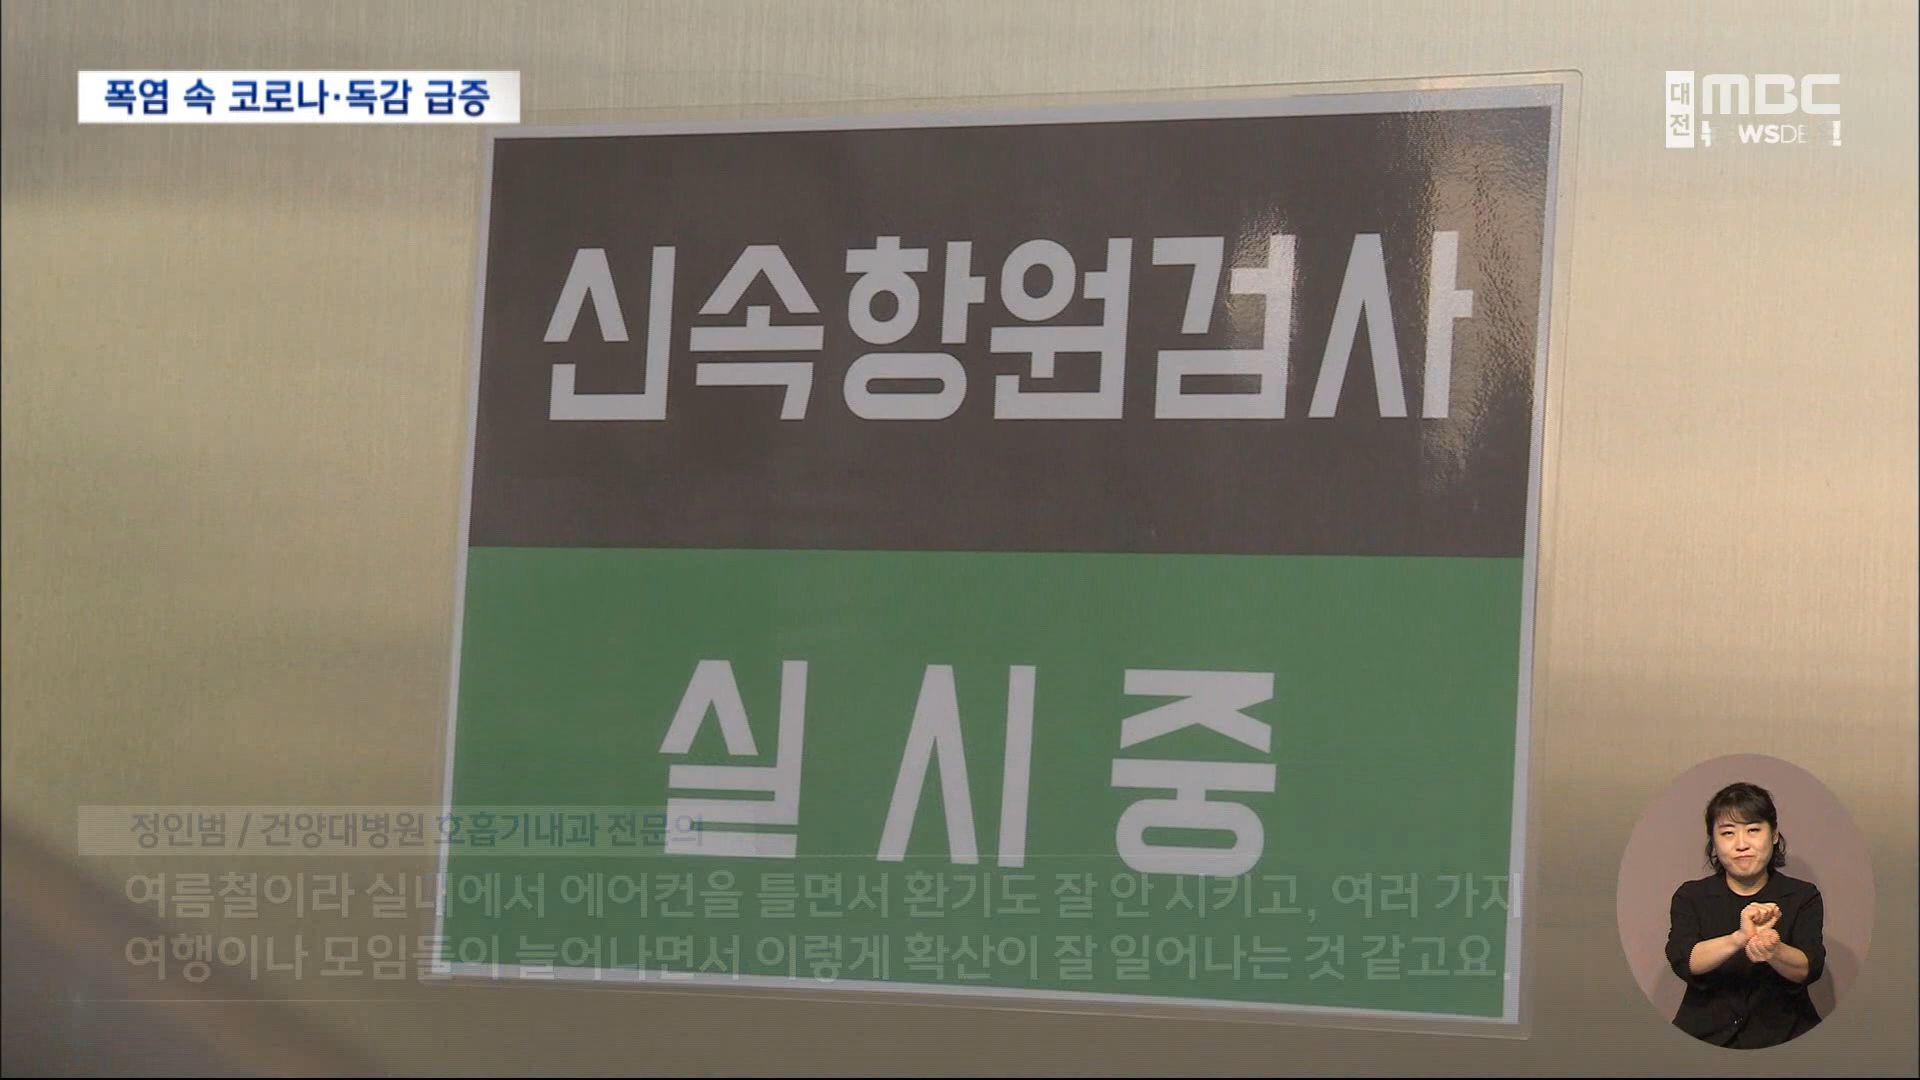 폭염 속 코로나·독감 급증
대전 MBC
WSDE
신속항원검사
실시중
정인범 / 건양대병원 호흡기내과 전문의
여름철이라 실내에서 에어컨을 틀면서 환기도 잘 안 시키고, 여러 가지
여행이나 모임들이 늘어나면서 이렇게 확산이 잘 일어나는 것 같고요.